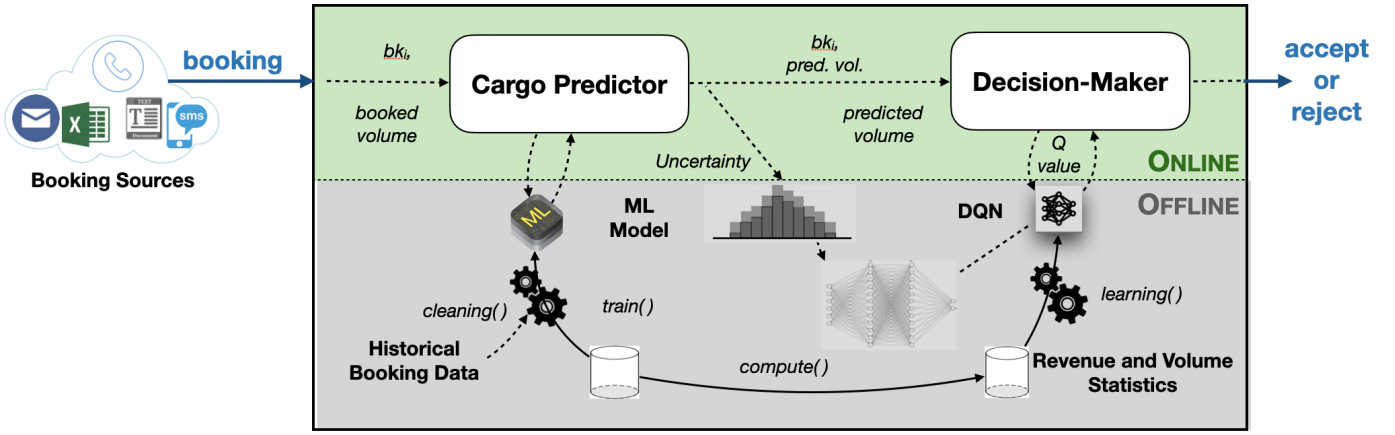 booking
bkᵢ,
booked
volume
Cargo Predictor
bkᵢ,
pred. vol.
predicted
volume
Decision-Maker
accept
or
reject
TEXT
T
Document
X
sms
Booking Sources
Uncertainty
Q
value
ONLINE
OFFLINE
ML
ML
Model
DQN
cleaning( )
train( )
learning( )
Historical
Booking Data
compute( )
Revenue and Volume
Statistics